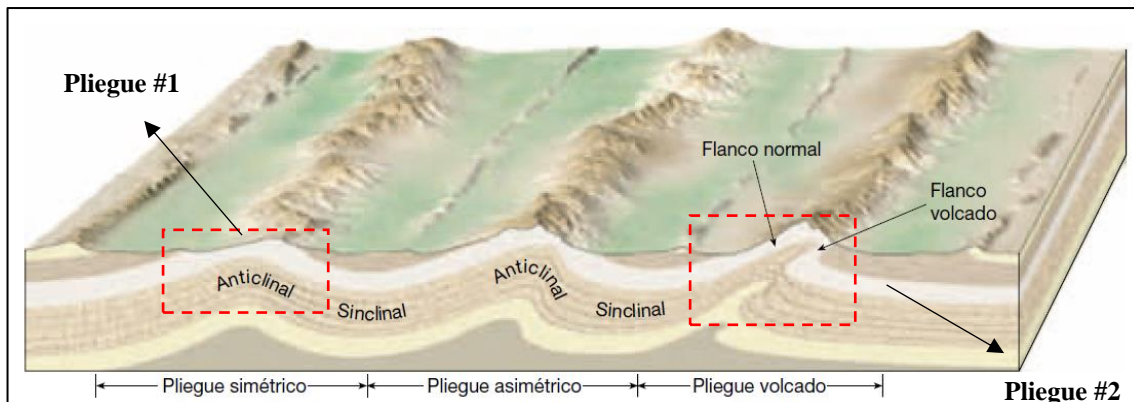 Pliegue #1
Flanco normal
Flanco
volcado
Anticlinal
Sinclinal
Anticlinal
Sinclinal
Pliegue simétrico
Pliegue asimétrico
Pliegue volcado
Pliegue #2